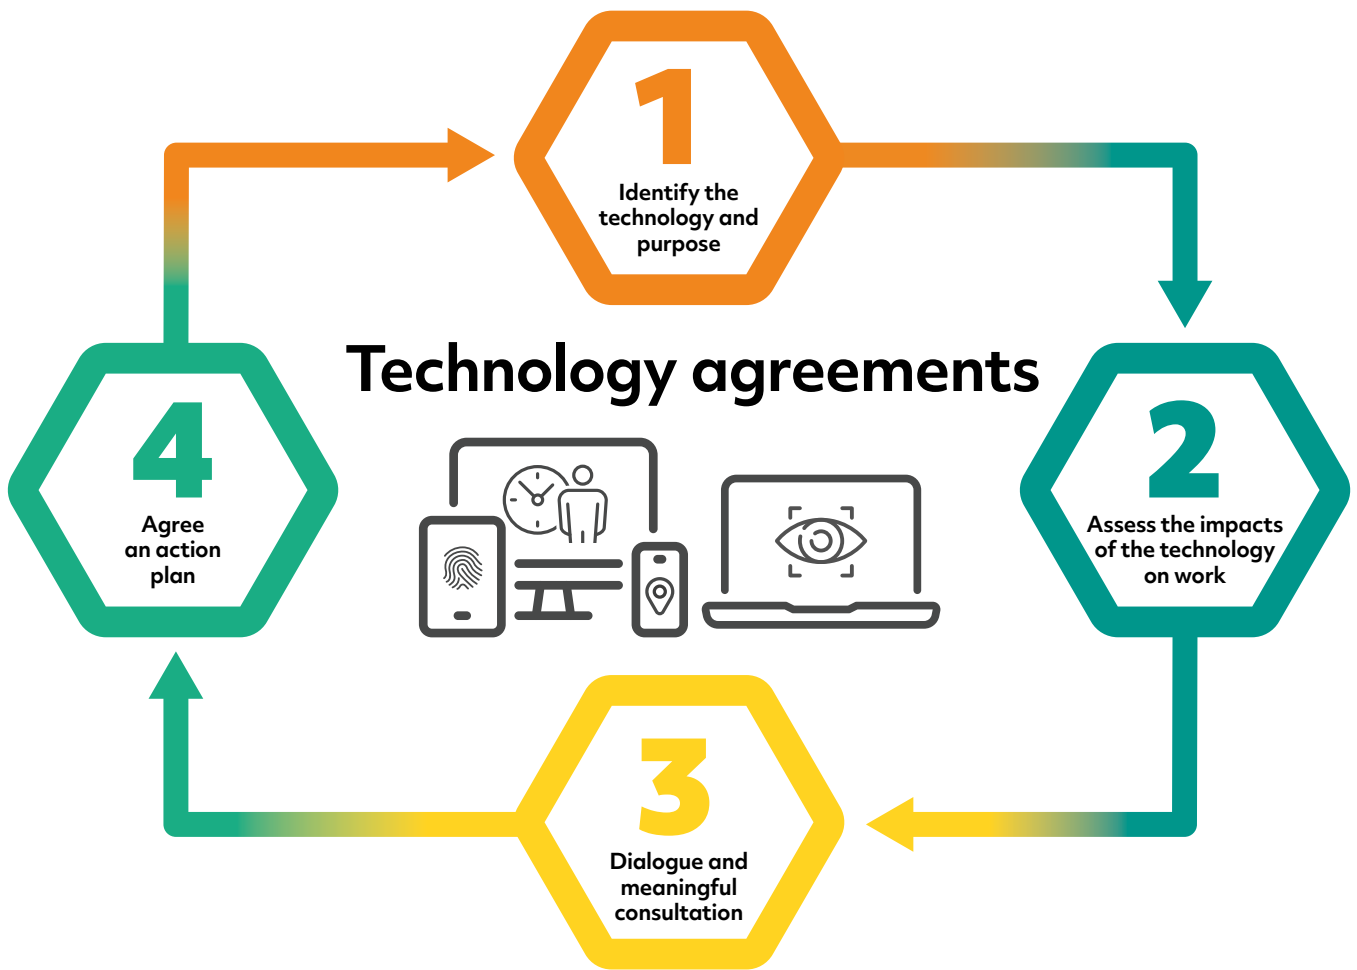 1
Identify the
technology and
purpose
Technology agreements
2
Assess the impacts
of the technology
on work
3
Dialogue and
meaningful
consultation
4
Agree
an action
plan